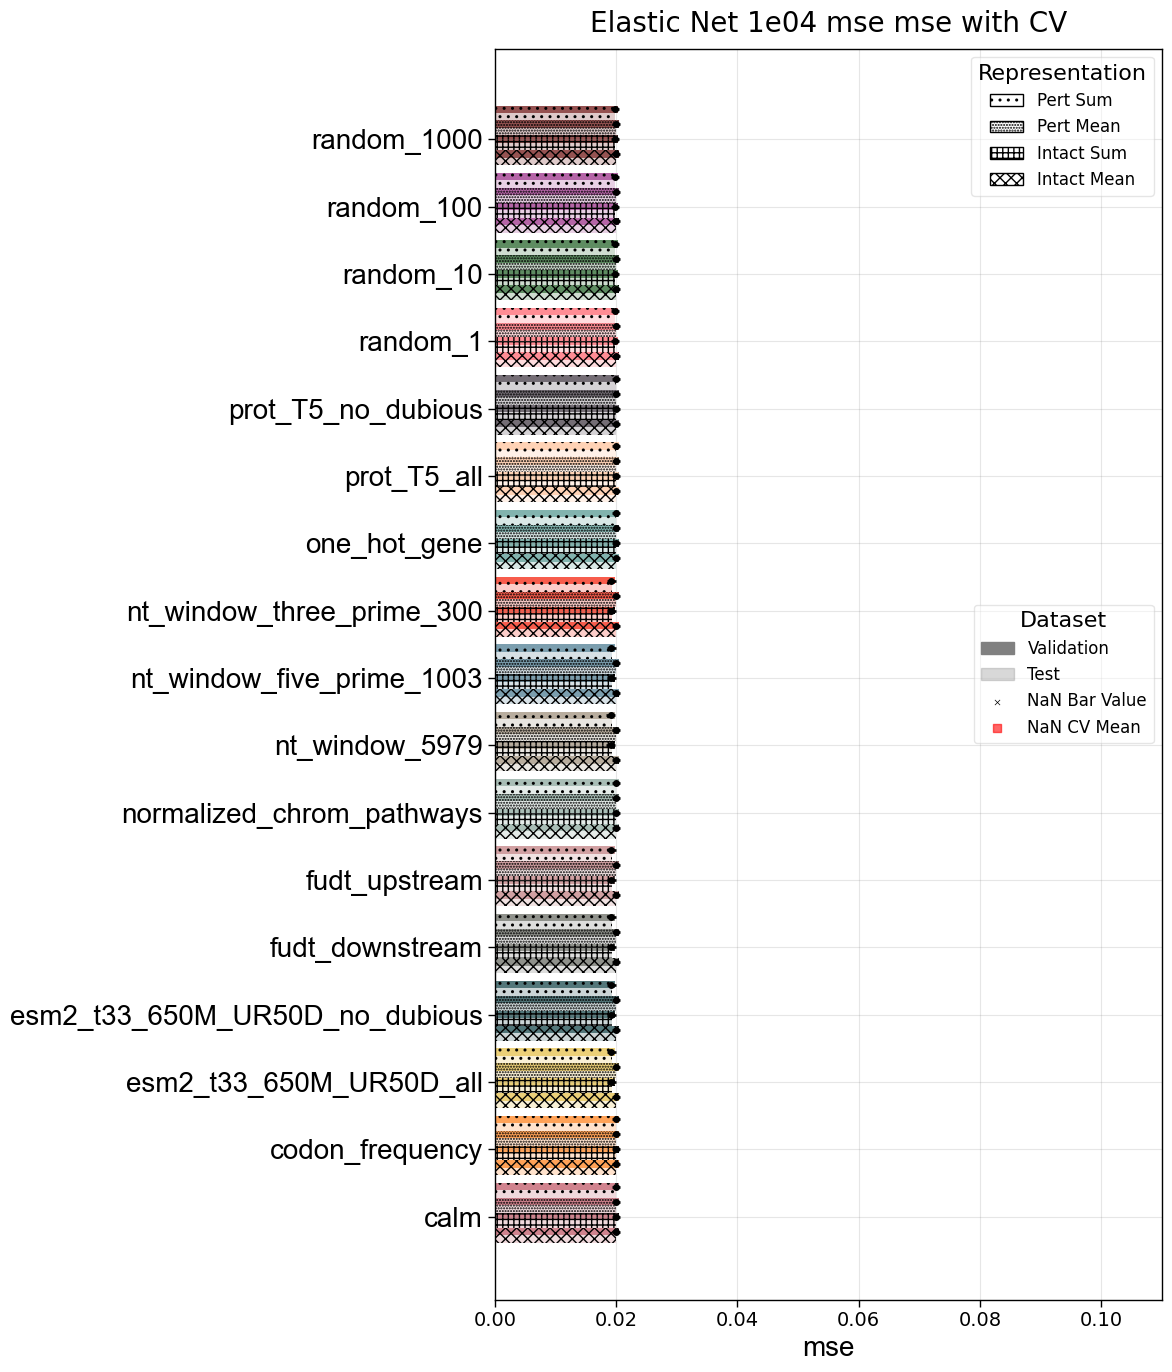 Elastic Net 1e04 mse mse with CV
Representation
Pert Sum
Pert Mean
Intact Sum
Intact Mean
random_1000
random_100
random_10
random_1
prot_T5_no_dubious
prot_T5_all
one_hot_gene
nt_window_three_prime_300
nt_window_five_prime_1003
nt_window_5979
normalized_chrom_pathways
fudt_upstream
fudt_downstream
esm2_t33_650M_UR50D_no_dubious
esm2_t33_650M_UR50D_all
codon_frequency
calm
Dataset
Validation
Test
NaN Bar Value
NaN CV Mean
0.00 0.02 0.04 0.06 0.08 0.10
mse